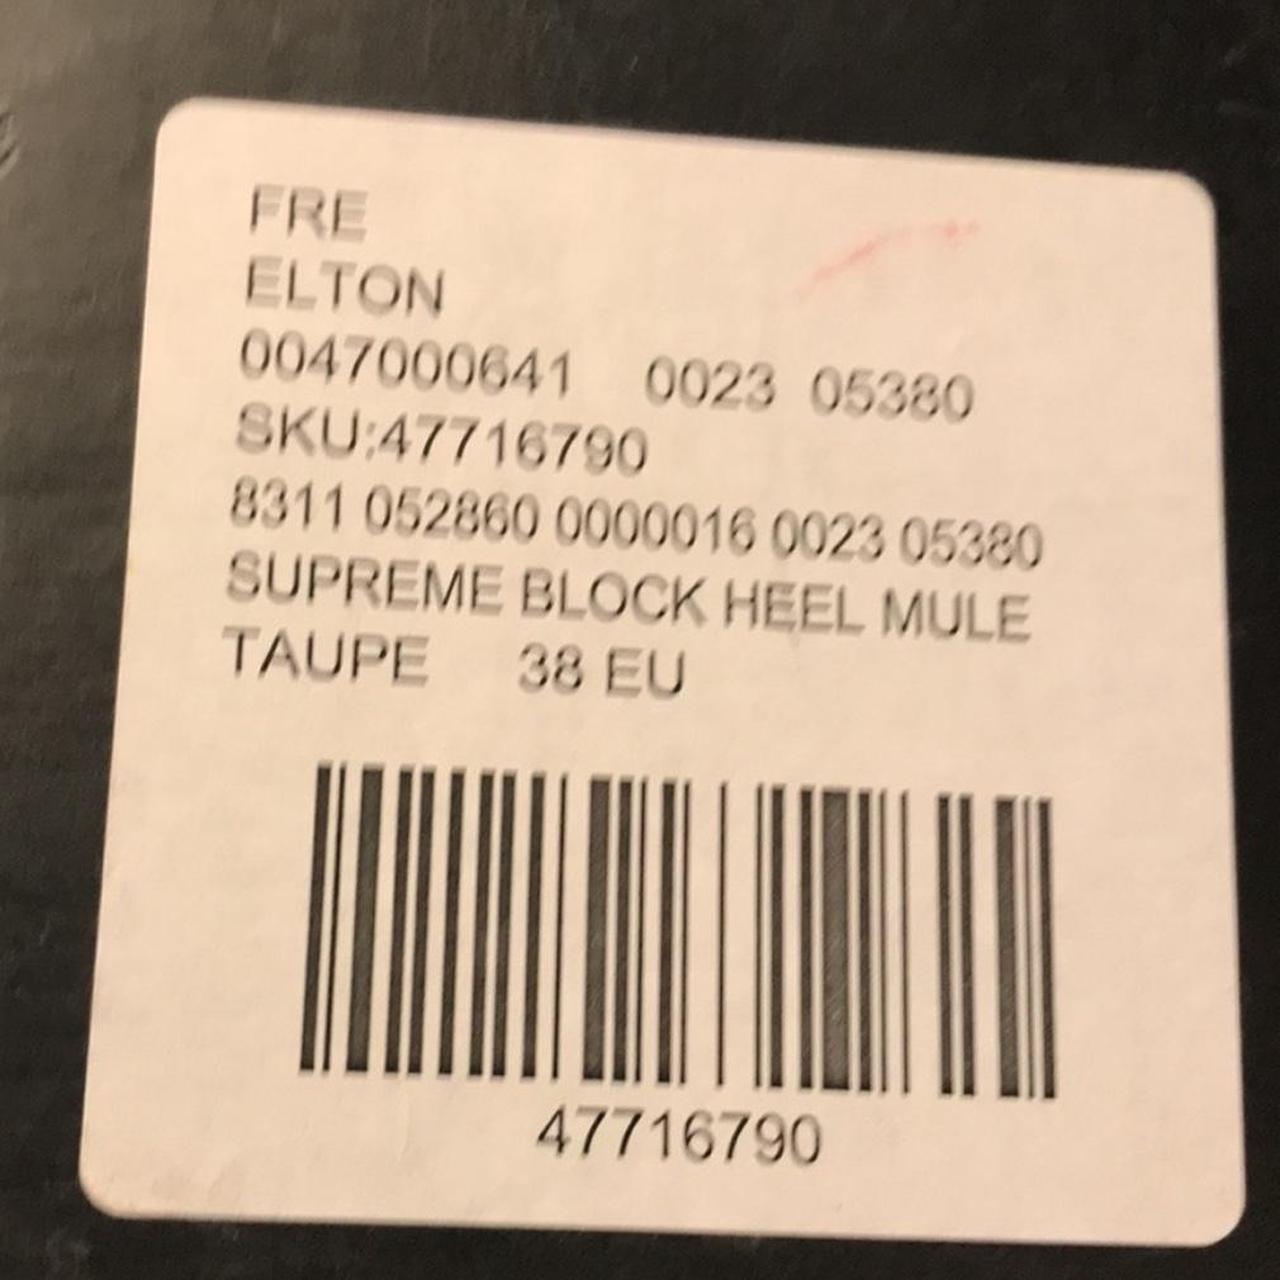 FRE
ELTON
0047000641 0023 05380
SKU:47716790
8311 052860 0000016 0023 05380
SUPREME BLOCK HEEL MULE
TAUPE 38 EU
47716790